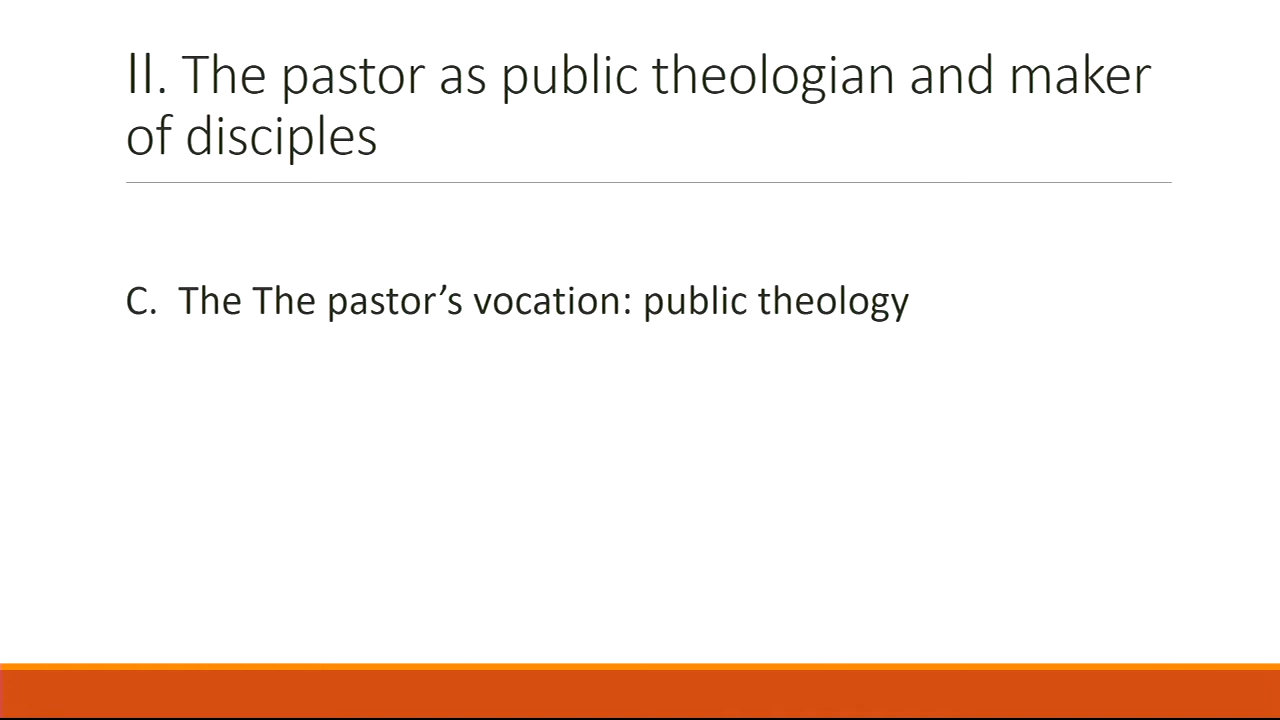 II. The pastor as public theologian and maker
of disciples
C. The The pastor’s vocation: public theology